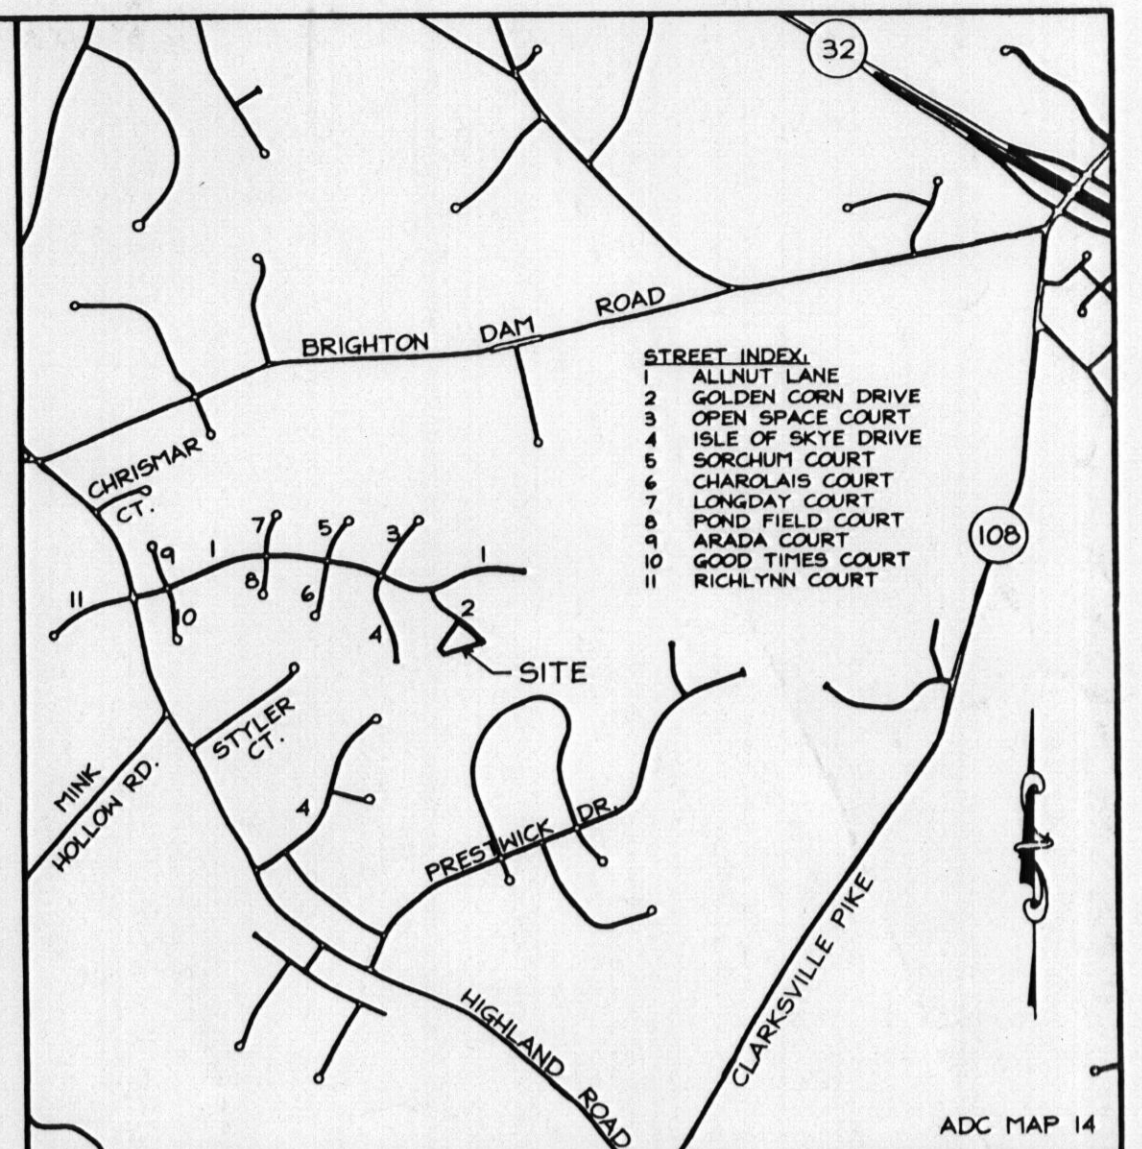 32
BRIGHTON DAM ROAD
STREET INDEX:
1 ALLNUT LANE
2 GOLDEN CORN DRIVE
3 OPEN SPACE COURT
4 ISLE OF SKYE DRIVE
5 SORCHUM COURT
6 CHAROLAIS COURT
7 LONGDAY COURT
8 POND FIELD COURT
9 ARADA COURT
10 GOOD TIMES COURT
11 RICHLYNN COURT
CHRISMAR
CT.
108
7
5
3
9
1
1
8
6
11
10
2
4
SITE
STYLER
CT.
MINK
HOLLOW RD.
4
PRESTWICK DR.
HIGHLAND ROAD
CLARKSVILLE PIKE
ADC MAP 14